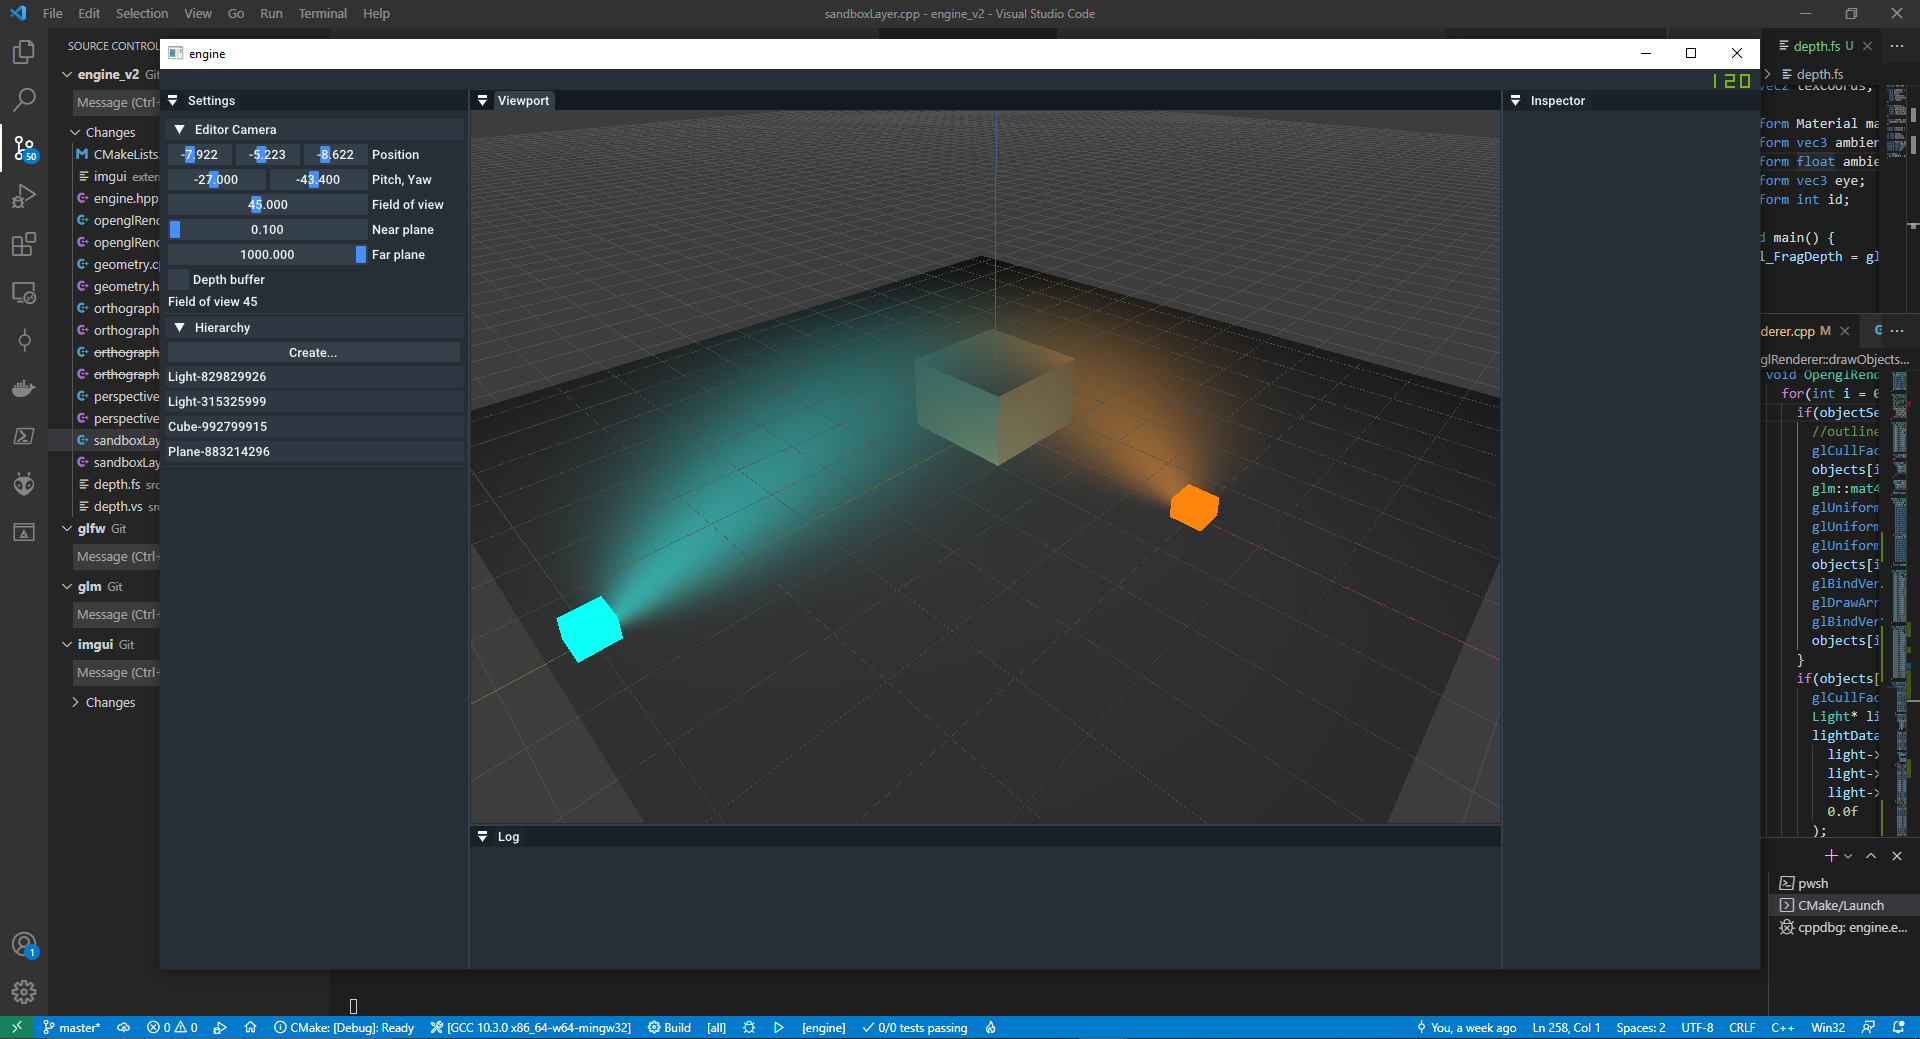 File Edit Selection View Go Run Terminal Help
sandboxLayer.cpp - engine_v2 - Visual Studio Code
SOURCE CONTROL
engine_v2 Git
Message (Ctrl+
Changes
CMakeLists.
imgui exter
engine.hpp
openglRend
openglRend
geometry.c
geometry.h
orthograph
orthograph
orthograph
orthograph
perspective
perspective
sandboxLay
sandboxLay
depth.fs src
depth.vs src
glfw Git
Message (Ctrl+
glm Git
Message (Ctrl+
imgui Git
Message (Ctrl+
Changes
50
1
engine
120
Settings
Editor Camera
-7.922 -5.223 -8.622 Position
-27.000 -43.400 Pitch, Yaw
45.000 Field of view
0.100 Near plane
1000.000 Far plane
Depth buffer
Field of view 45
Hierarchy
Create...
Light-829829926
Light-315325999
Cube-992799915
Plane-883214296
Viewport
Log
Inspector
depth.fs U
depth.fs
vec2 texCoords;
form Material ma
form vec3 ambien
form float ambie
form vec3 eye;
form int id;
d main() {
l_FragDepth = gl
derer.cpp M
glRenderer::drawObjects...
void OpenglRend
for(int i = 0
if(objectSe
//outline
glCullFac
objects[i
glm::mat4
glUniform
glUniform
glUniform
objects[i
glBindVer
glDrawArr
glBindVer
objects[i
}
if(objects[
glCullFac
Light* li
lightData
light->
light->
light->
0.0f
);
pwsh
CMake/Launch
cppdbg: engine.e...
master* 0 0 CMake: [Debug]: Ready [GCC 10.3.0 x86_64-w64-mingw32] Build [all] [engine] 0/0 tests passing You, a week ago Ln 258, Col 1 Spaces: 2 UTF-8 CRLF C++ Win32